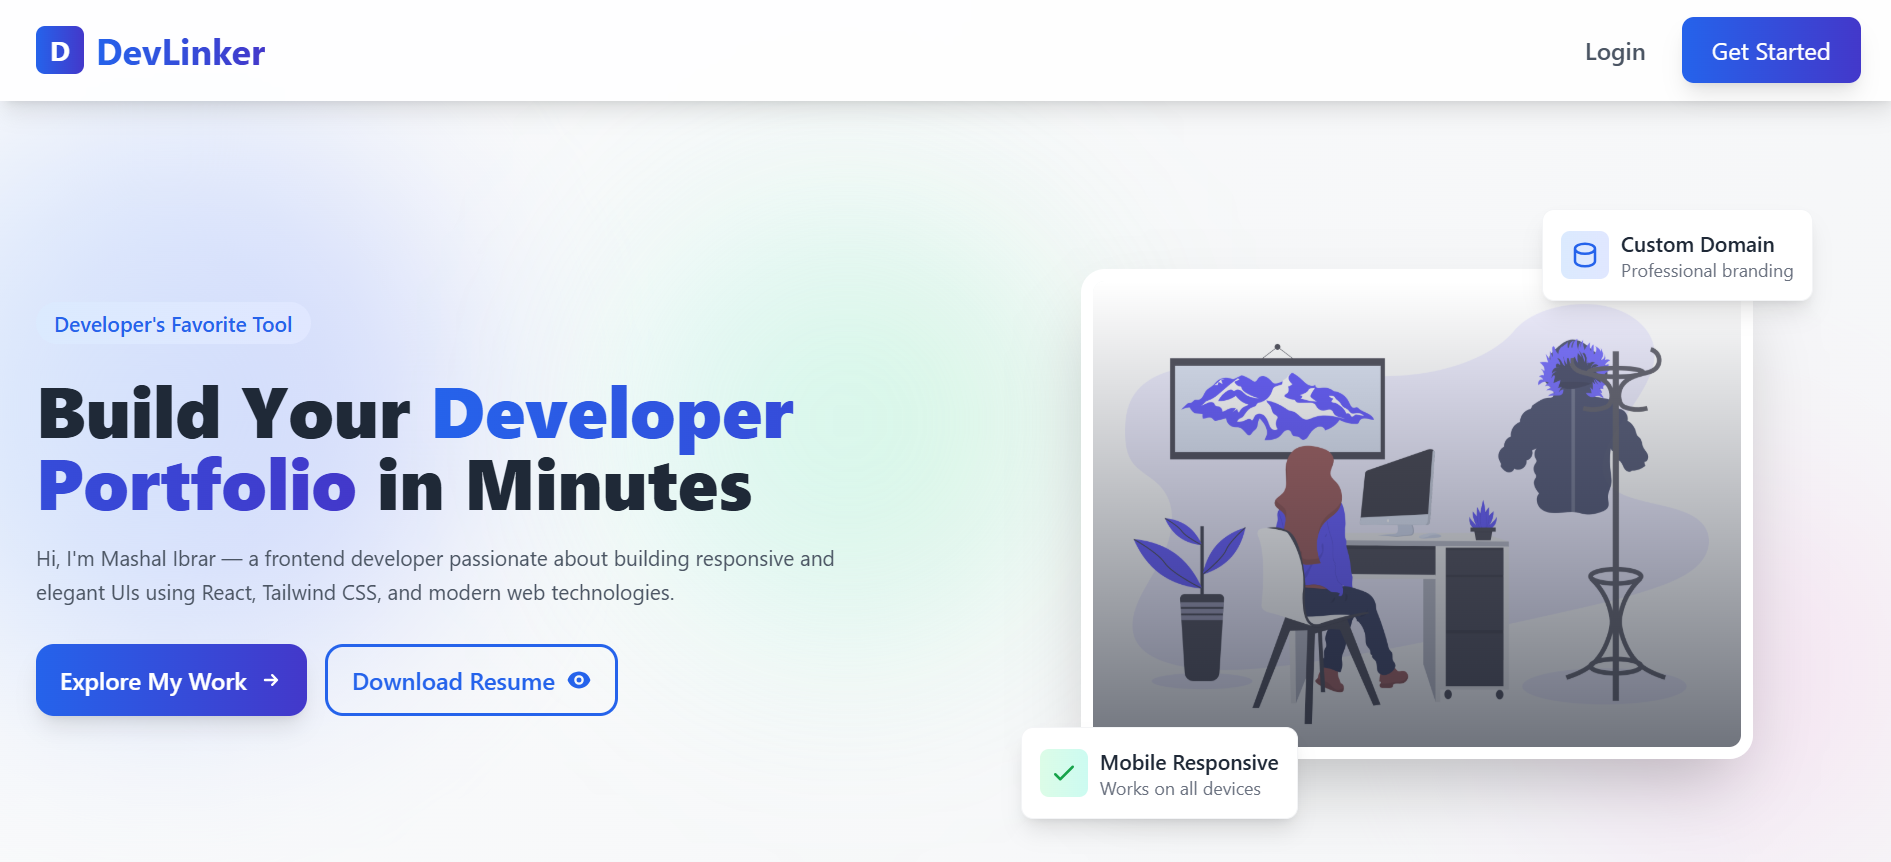 D DevLinker
Login
Get Started
Custom Domain
Professional branding
Developer's Favorite Tool
Build Your Developer
Portfolio in Minutes
Hi, I'm Mashal Ibrar — a frontend developer passionate about building responsive and
elegant UIs using React, Tailwind CSS, and modern web technologies.
Explore My Work
Download Resume
Mobile Responsive
Works on all devices